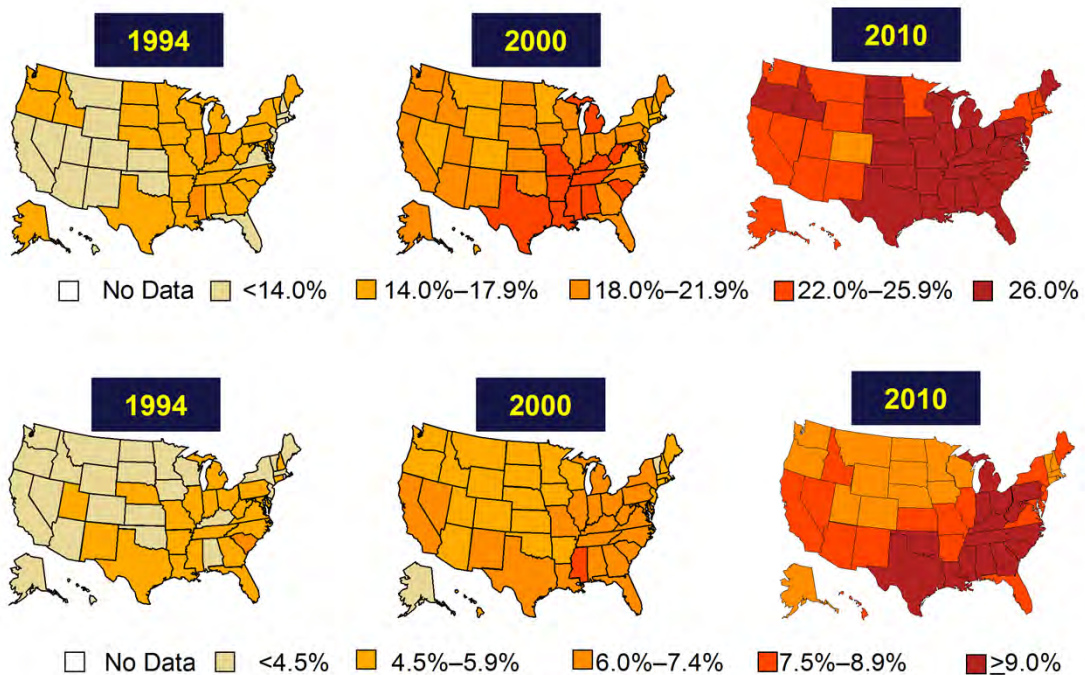 1994 2000 2010
No Data <14.0% 14.0%–17.9% 18.0%–21.9% 22.0%–25.9% 26.0%
1994 2000 2010
No Data <4.5% 4.5%–5.9% 6.0%–7.4% 7.5%–8.9% ≥9.0%